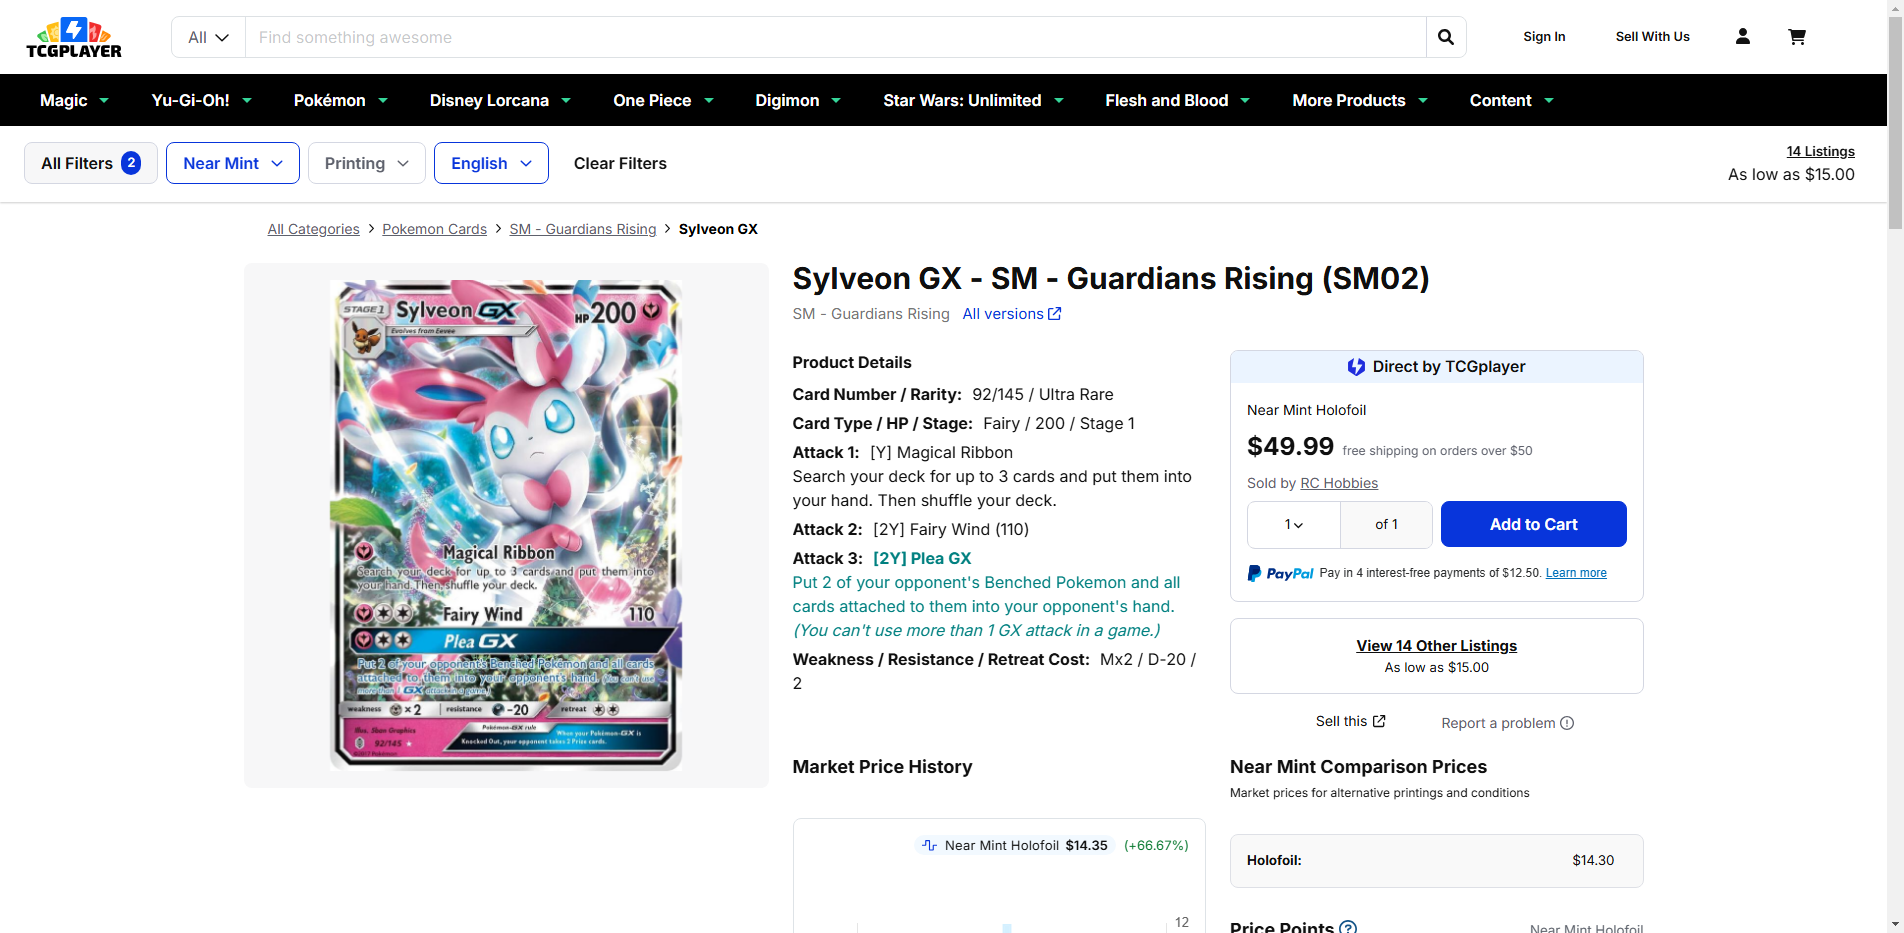 TCGPLAYER
All
Find something awesome
Sign In
Sell With Us
Magic
Yu-Gi-Oh!
Pokémon
Disney Lorcana
One Piece
Digimon
Star Wars: Unlimited
Flesh and Blood
More Products
Content
All Filters 2
Near Mint
Printing
English
Clear Filters
14 Listings
As low as $15.00
All Categories > Pokemon Cards > SM - Guardians Rising > Sylveon GX
STAGE 1
Sylveon GX
HP 200
Evolves from Eevee
Magical Ribbon
Search your deck for up to 3 cards and put them into
your hand. Then shuffle your deck.
Fairy Wind 110
Plea GX
Put 2 of your opponent's Benched Pokémon and all cards
attached to them into your opponent's hand. (You can't use
more than 1 GX attack in a game.)
weakness ×2 resistance -20 retreat
Illus. 5ban Graphics
Pokémon-GX rule
When your Pokémon-GX is
Knocked Out, your opponent takes 2 Prize cards.
92/145
©2017 Pokémon
Sylveon GX - SM - Guardians Rising (SM02)
SM - Guardians Rising All versions
Product Details
Card Number / Rarity: 92/145 / Ultra Rare
Card Type / HP / Stage: Fairy / 200 / Stage 1
Attack 1: [Y] Magical Ribbon
Search your deck for up to 3 cards and put them into
your hand. Then shuffle your deck.
Attack 2: [2Y] Fairy Wind (110)
Attack 3: [2Y] Plea GX
Put 2 of your opponent's Benched Pokemon and all
cards attached to them into your opponent's hand.
(You can't use more than 1 GX attack in a game.)
Weakness / Resistance / Retreat Cost: Mx2 / D-20 /
2
Direct by TCGplayer
Near Mint Holofoil
$49.99 free shipping on orders over $50
Sold by RC Hobbies
1 of 1
Add to Cart
PayPal Pay in 4 interest-free payments of $12.50. Learn more
View 14 Other Listings
As low as $15.00
Sell this
Report a problem
Market Price History
Near Mint Holofoil $14.35 (+66.67%)
12
Near Mint Comparison Prices
Market prices for alternative printings and conditions
Holofoil: $14.30
Price Points Near Mint Holofoil